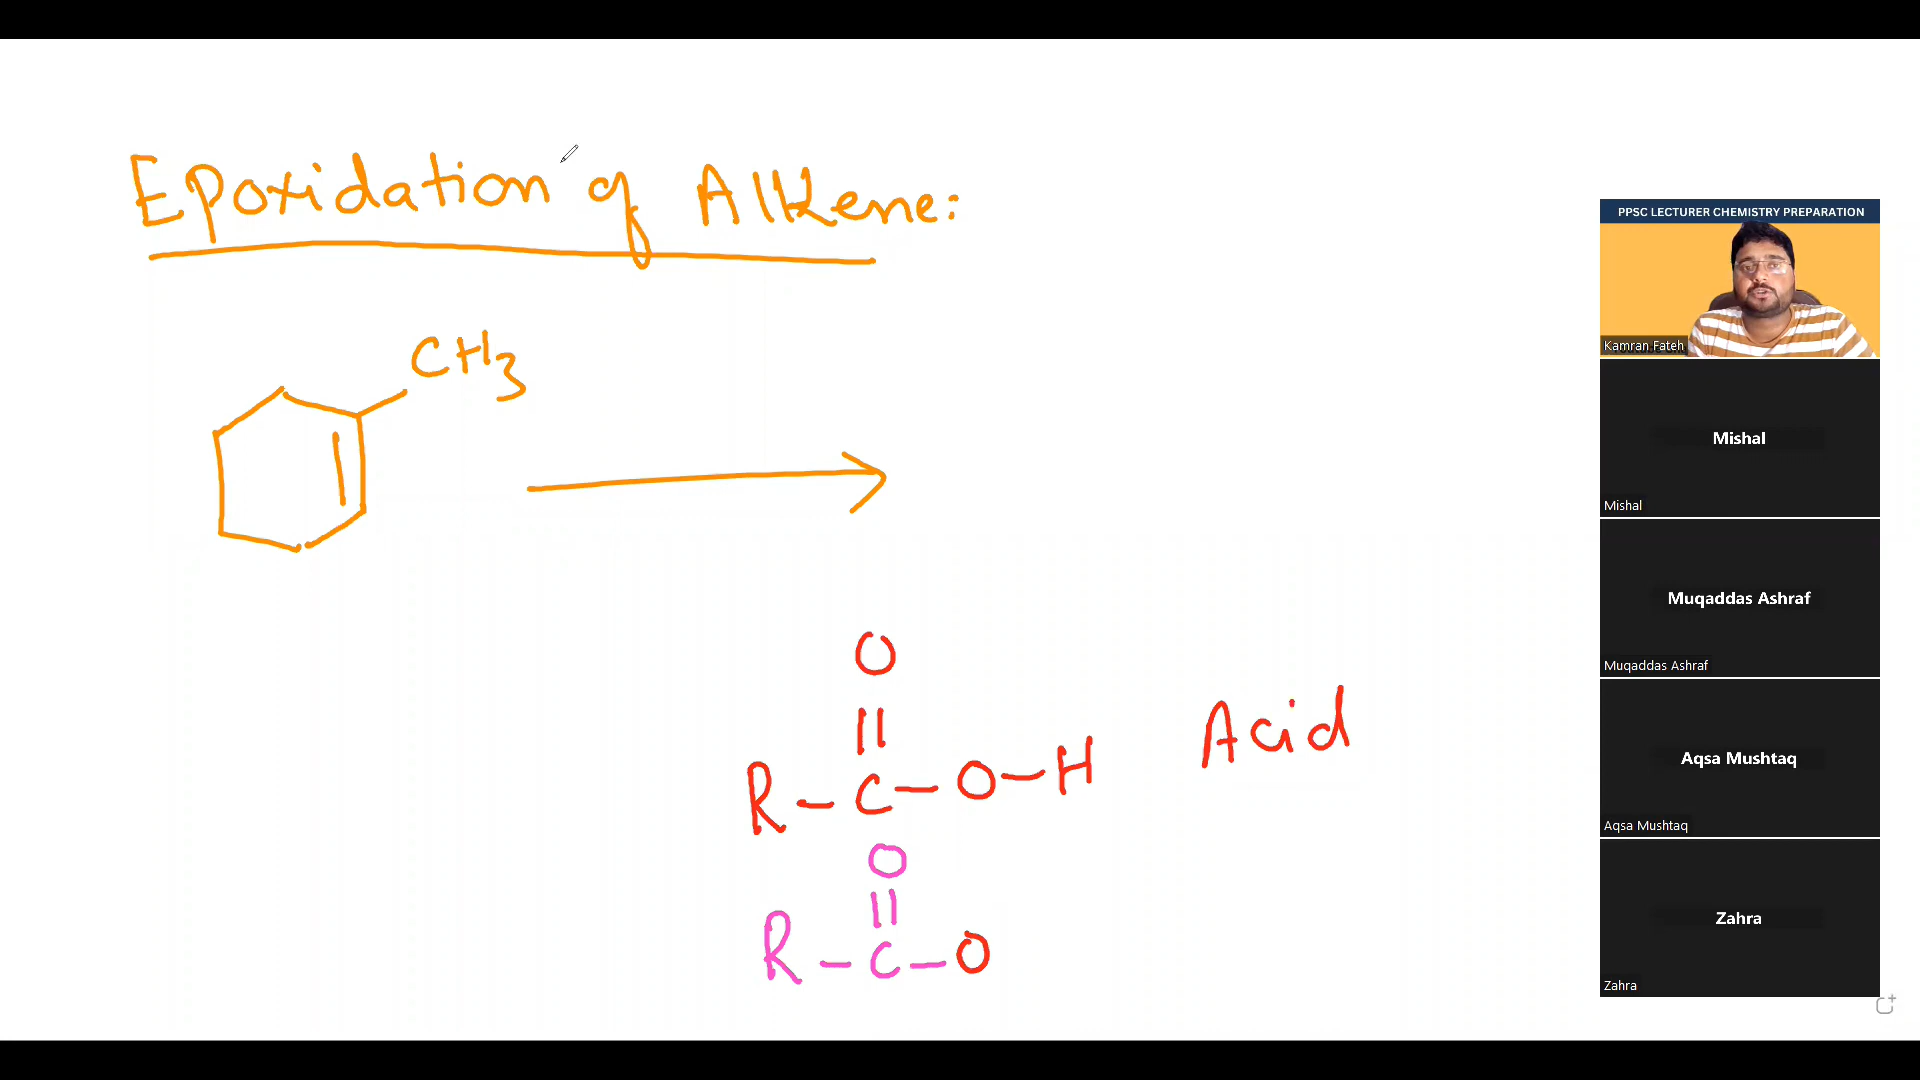 Epoxidation of Alkene:
CH3
O
||
R - C - O - H
Acid
O
||
R - C - O
PPSC LECTURER CHEMISTRY PREPARATION
Kamran Fateh
Mishal
Mishal
Muqaddas Ashraf
Muqaddas Ashraf
Aqsa Mushtaq
Aqsa Mushtaq
Zahra
Zahra